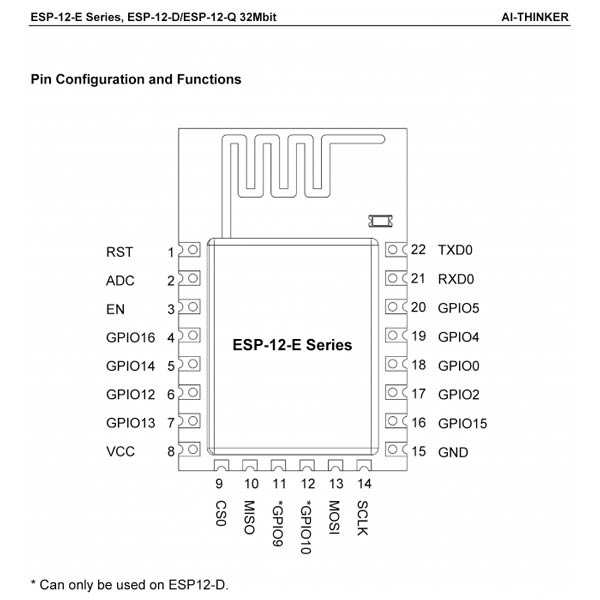 ESP-12-E Series, ESP-12-D/ESP-12-Q 32Mbit AI-THINKER
Pin Configuration and Functions
RST 1 22 TXD0
ADC 2 21 RXD0
EN 3 20 GPIO5
GPIO16 4 19 GPIO4
ESP-12-E Series
GPIO14 5 18 GPIO0
GPIO12 6 17 GPIO2
GPIO13 7 16 GPIO15
VCC 8 15 GND
9 10 11 12 13 14
CS0 MISO *GPIO9 *GPIO10 MOSI SCLK
* Can only be used on ESP12-D.